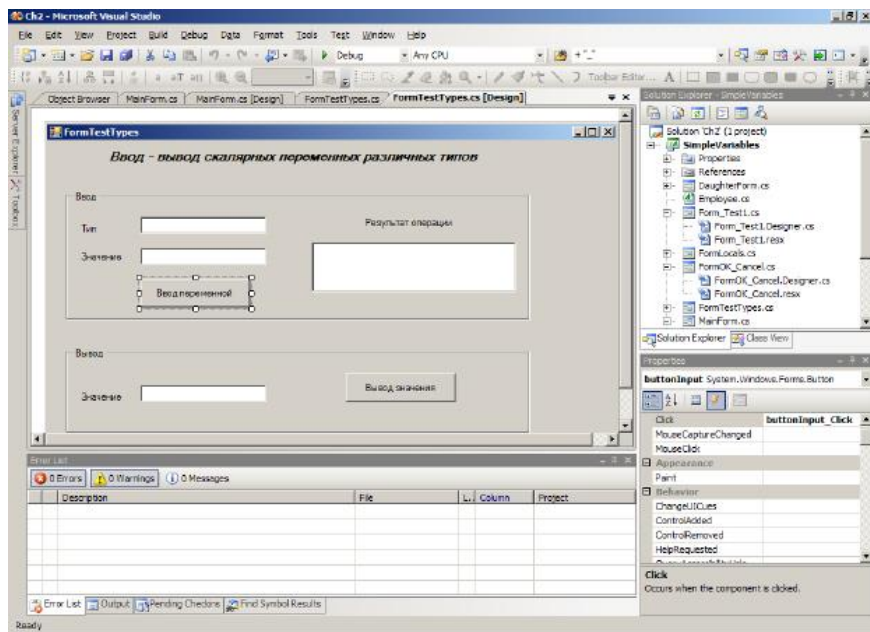 Ch2 - Microsoft Visual Studio
File Edit View Project Build Debug Data Format Tools Test Window Help
Debug Any CPU
Toolbar Editor...
Object Browser MainForm.cs MainForm.cs [Design] FormTestTypes.cs FormTestTypes.cs [Design]
Server Explorer
Toolbox
FormTestTypes
Ввод - вывод скалярных переменных различных типов
Ввод
Тип
Результат операции
Значение
Ввод переменной
Вывод
Значение
Вывод значения
Solution Explorer - SimpleVariables
Solution 'Ch2' (1 project)
SimpleVariables
Properties
References
DaughterForm.cs
Employee.cs
Form_Test1.cs
Form_Test1.Designer.cs
Form_Test1.resx
FormLocals.cs
FormOK_Cancel.cs
FormOK_Cancel.Designer.cs
FormOK_Cancel.resx
FormTestTypes.cs
MainForm.cs
Solution Explorer Class View
Properties
buttonInput System.Windows.Forms.Button
Click buttonInput_Click
MouseCaptureChanged
MouseClick
Appearance
Paint
Behavior
ChangeUICues
ControlAdded
ControlRemoved
HelpRequested
Click
Occurs when the component is clicked.
Error List
0 Errors 0 Warnings 0 Messages
Description File L.. Column Project
Error List Output Pending Checkins Find Symbol Results
Ready